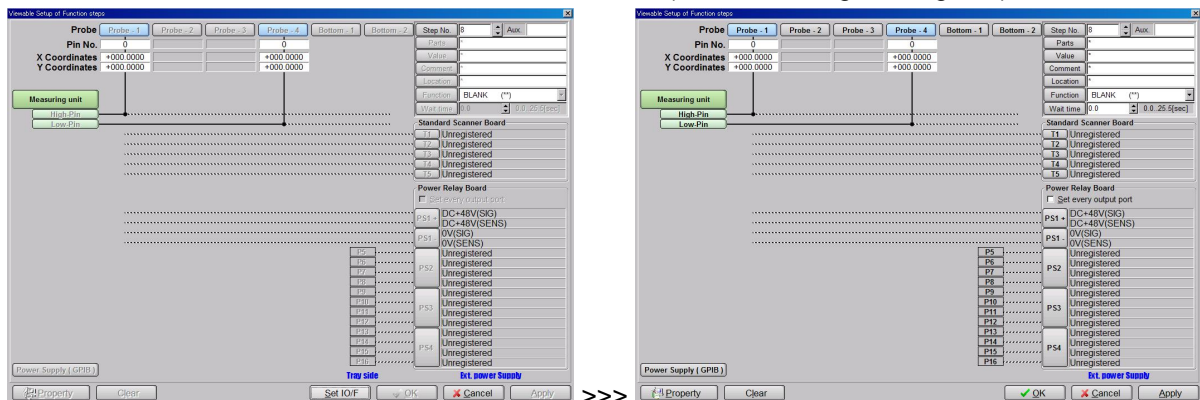 Viewable Setup of Function steps
Probe Probe - 1 Probe - 2 Probe - 3 Probe - 4 Bottom - 1 Bottom - 2 Step No. 8 Aux.
Pin No. 0 0 Parts *
X Coordinates +000.0000 +000.0000 Value *
Y Coordinates +000.0000 +000.0000 Comment *
Location *
Function BLANK (**)
Measuring unit Wait time 0.0 0.0..25.5[sec]
High-Pin
Low-Pin Standard Scanner Board
T1 Unregistered
T2 Unregistered
T3 Unregistered
T4 Unregistered
T5 Unregistered
Power Relay Board
Set every output port
PS1 + DC+48V(SIG)
DC+48V(SENS)
PS1 0V(SIG)
0V(SENS)
P5 Unregistered
P6 Unregistered
P7 PS2 Unregistered
P8 Unregistered
P9 Unregistered
P10 Unregistered
P11 PS3 Unregistered
P12 Unregistered
P13 Unregistered
P14 Unregistered
P15 PS4 Unregistered
P16 Unregistered
Power Supply ( GPIB )
Tray side Ext. power Supply
Property Clear Set IO/F OK Cancel Apply
>>>
Viewable Setup of Function steps
Probe Probe - 1 Probe - 2 Probe - 3 Probe - 4 Bottom - 1 Bottom - 2 Step No. 8 Aux.
Pin No. 0 0 Parts *
X Coordinates +000.0000 +000.0000 Value *
Y Coordinates +000.0000 +000.0000 Comment *
Location *
Function BLANK (**)
Measuring unit Wait time 0.0 0.0..25.5[sec]
High-Pin
Low-Pin Standard Scanner Board
T1 Unregistered
T2 Unregistered
T3 Unregistered
T4 Unregistered
T5 Unregistered
Power Relay Board
Set every output port
PS1 + DC+48V(SIG)
DC+48V(SENS)
PS1 - 0V(SIG)
0V(SENS)
P5 Unregistered
P6 Unregistered
P7 PS2 Unregistered
P8 Unregistered
P9 Unregistered
P10 Unregistered
P11 PS3 Unregistered
P12 Unregistered
P13 Unregistered
P14 Unregistered
P15 PS4 Unregistered
P16 Unregistered
Power Supply ( GPIB )
Ext. power Supply
Property Clear OK Cancel Apply